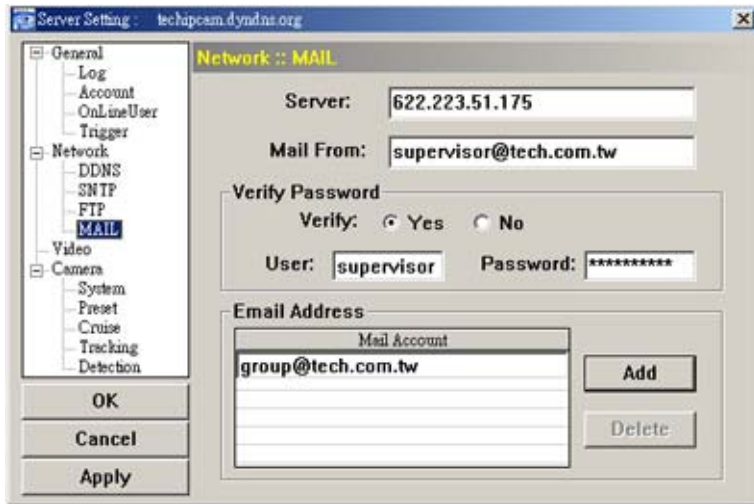 Server Setting : techipcam.dyndns.org
General
Log
Account
OnLineUser
Trigger
Network
DDNS
SNTP
FTP
MAIL
Video
Camera
System
Preset
Cruise
Tracking
Detection
OK
Cancel
Apply
Network :: MAIL
Server: 622.223.51.175
Mail From: supervisor@tech.com.tw
Verify Password
Verify: Yes No
User: supervisor Password: **********
Email Address
Mail Account
group@tech.com.tw
Add
Delete